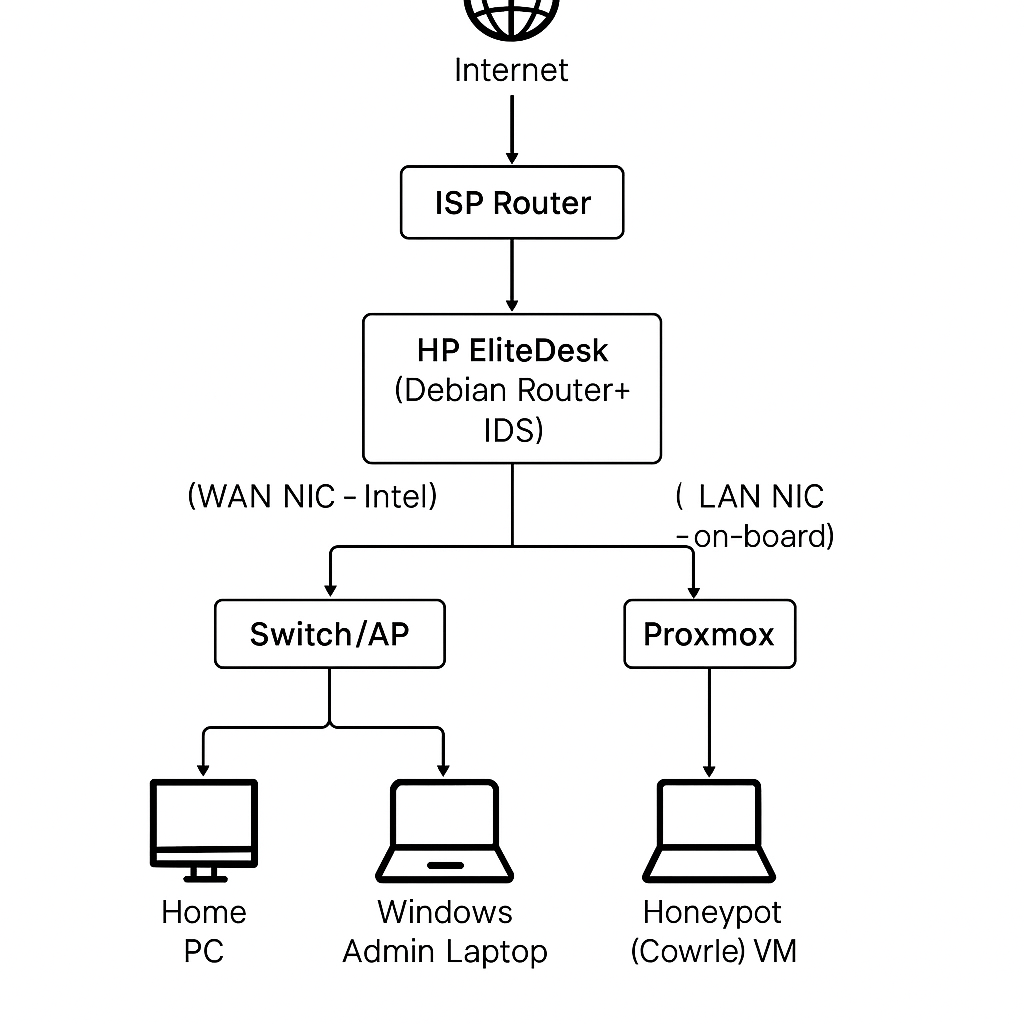 Internet
ISP Router
HP EliteDesk
(Debian Router+
IDS)
(WAN NIC - Intel)
( LAN NIC
-on-board)
Switch/AP
Proxmox
Home
PC
Windows
Admin Laptop
Honeypot
(Cowrle) VM